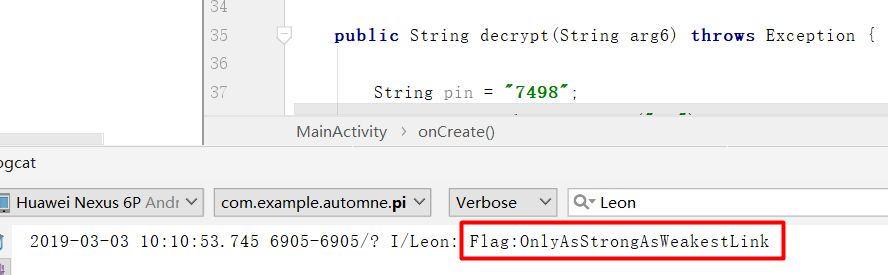 34
35 public String decrypt(String arg6) throws Exception {
36
37 String pin = "7498";
MainActivity > onCreate()
ogcat
Huawei Nexus 6P Andr com.example.automne.pi Verbose Leon
2019-03-03 10:10:53.745 6905-6905/? I/Leon: Flag:OnlyAsStrongAsWeakestLink